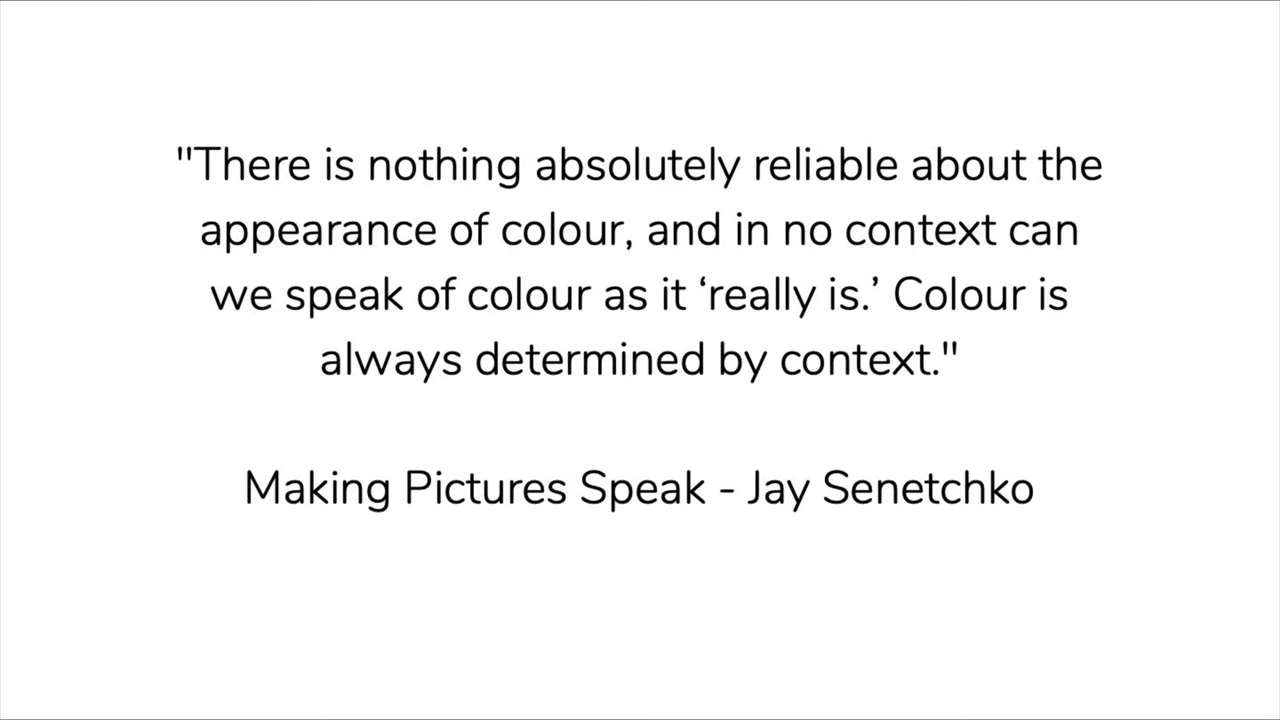 "There is nothing absolutely reliable about the
appearance of colour, and in no context can
we speak of colour as it ‘really is.’ Colour is
always determined by context."
Making Pictures Speak - Jay Senetchko